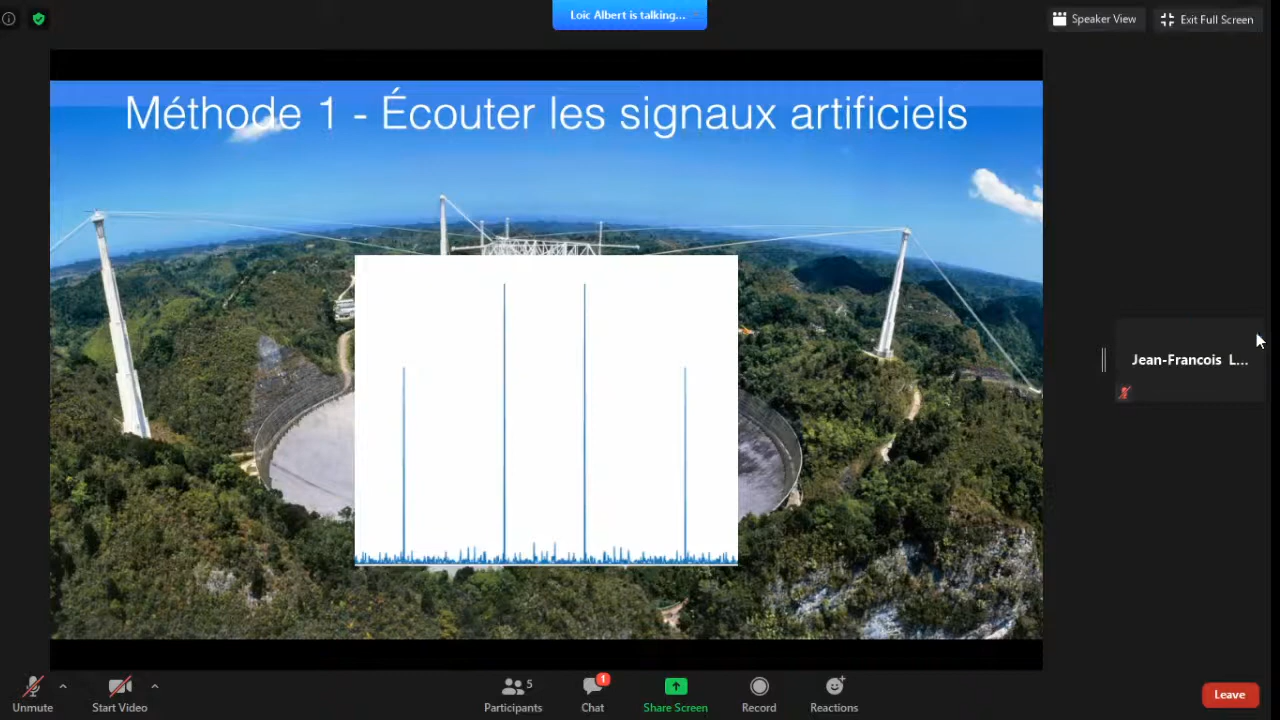 Loic Albert is talking...
Speaker View
Exit Full Screen
Méthode 1 - Écouter les signaux artificiels
Jean-Francois L...
Unmute
Start Video
5
Participants
1
Chat
Share Screen
Record
Reactions
Leave